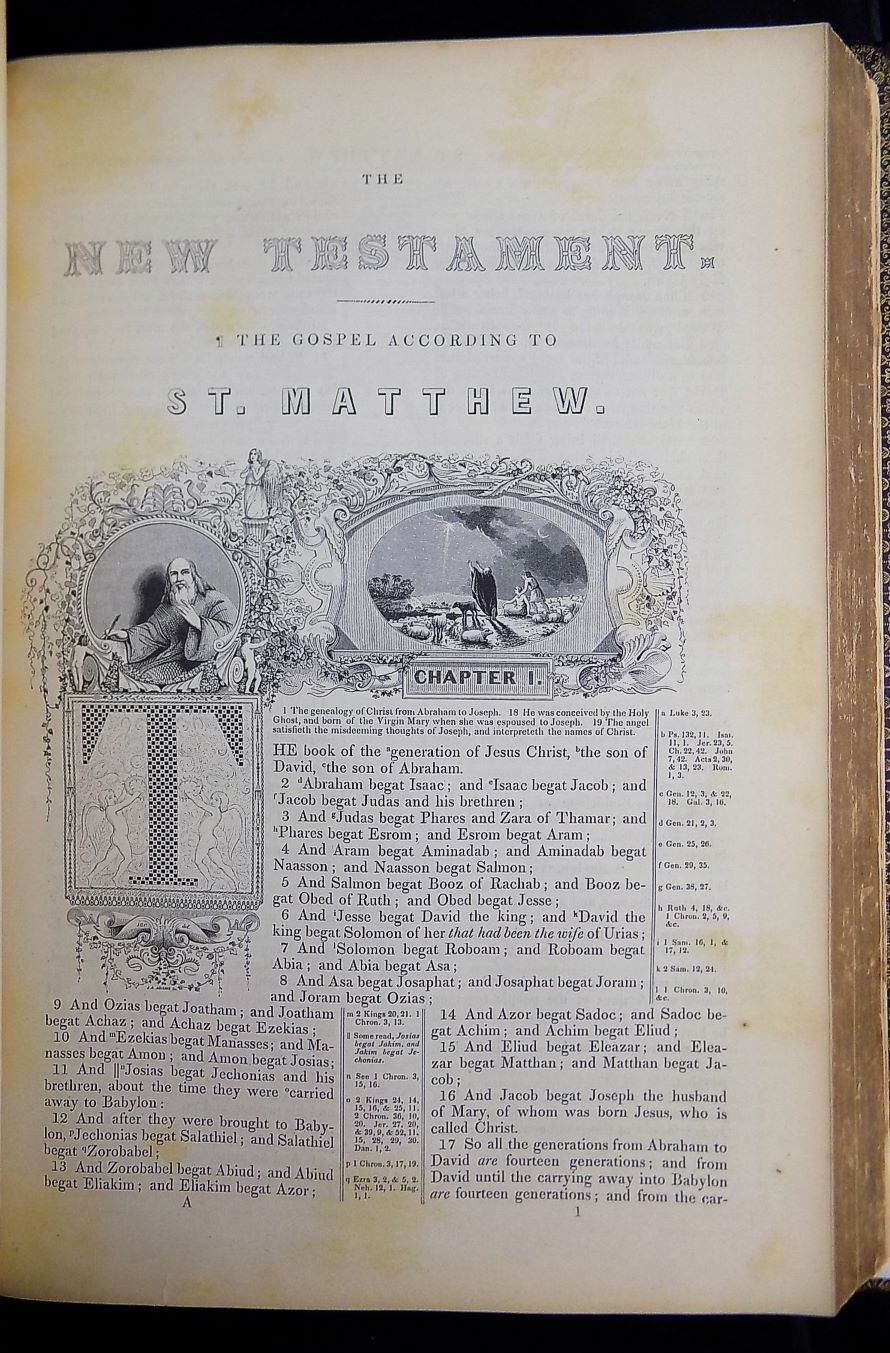 THE
NEW TESTAMENT.
¶ THE GOSPEL ACCORDING TO
ST. MATTHEW.
CHAPTER I.
1 The genealogy of Christ from Abraham to Joseph. 18 He was conceived by the Holy
Ghost, and born of the Virgin Mary when she was espoused to Joseph. 19 The angel
satisfieth the misdeeming thoughts of Joseph, and interpreteth the names of Christ.
THE book of the ᵃgeneration of Jesus Christ, ᵇthe son of
David, ᶜthe son of Abraham.
2 ᵈAbraham begat Isaac; and ᵉIsaac begat Jacob; and
ᶠJacob begat Judas and his brethren;
3 And ᵍJudas begat Phares and Zara of Thamar; and
ʰPhares begat Esrom; and Esrom begat Aram;
4 And Aram begat Aminadab; and Aminadab begat
Naasson; and Naasson begat Salmon;
5 And Salmon begat Booz of Rachab; and Booz be-
gat Obed of Ruth; and Obed begat Jesse;
6 And ⁱJesse begat David the king; and ᵏDavid the
king begat Solomon of her that had been the wife of Urias;
7 And ˡSolomon begat Roboam; and Roboam begat
Abia; and Abia begat Asa;
8 And Asa begat Josaphat; and Josaphat begat Joram;
and Joram begat Ozias;
a Luke 3, 23.
b Ps. 132, 11. Isai.
11, 1. Jer. 23, 5.
Ch. 22, 42. John
7, 42. Acts 2, 30,
& 13, 23. Rom.
1, 3.
c Gen. 12, 3, & 22,
18. Gal. 3, 16.
d Gen. 21, 2, 3.
e Gen. 25, 26.
f Gen. 29, 35.
g Gen. 38, 27.
h Ruth 4, 18, &c.
1 Chron. 2, 5, 9,
&c.
i 1 Sam. 16, 1, &
17, 12.
k 2 Sam. 12, 24.
l 1 Chron. 3, 10,
&c.
9 And Ozias begat Joatham; and Joatham
begat Achaz; and Achaz begat Ezekias;
10 And ᵐEzekias begat Manasses; and Ma-
nasses begat Amon; and Amon begat Josias;
11 And ‖ⁿJosias begat Jechonias and his
brethren, about the time they were ᵒcarried
away to Babylon:
12 And after they were brought to Baby-
lon, ᵖJechonias begat Salathiel; and Salathiel
begat qZorobabel;
13 And Zorobabel begat Abiud; and Abiud
begat Eliakim; and Eliakim begat Azor;
A
m 2 Kings 20, 21. 1
Chron. 3, 13.
‖ Some read, Josias
begat Jakim, and
Jakim begat Je-
chonias.
n See 1 Chron. 3,
15, 16.
o 2 Kings 24, 14,
15, 16, & 25, 11.
2 Chron. 36, 10,
20. Jer. 27, 20,
& 39, 9, & 52, 11.
15, 28, 29, 30.
Dan. 1, 2.
p 1 Chron. 3, 17, 19.
q Ezra 3, 2, & 5, 2.
Neh. 12, 1. Hag.
1, 1.
14 And Azor begat Sadoc; and Sadoc be-
gat Achim; and Achim begat Eliud;
15 And Eliud begat Eleazar; and Elea-
zar begat Matthan; and Matthan begat Ja-
cob;
16 And Jacob begat Joseph the husband
of Mary, of whom was born Jesus, who is
called Christ.
17 So all the generations from Abraham to
David are fourteen generations; and from
David until the carrying away into Babylon
are fourteen generations; and from the car-
1